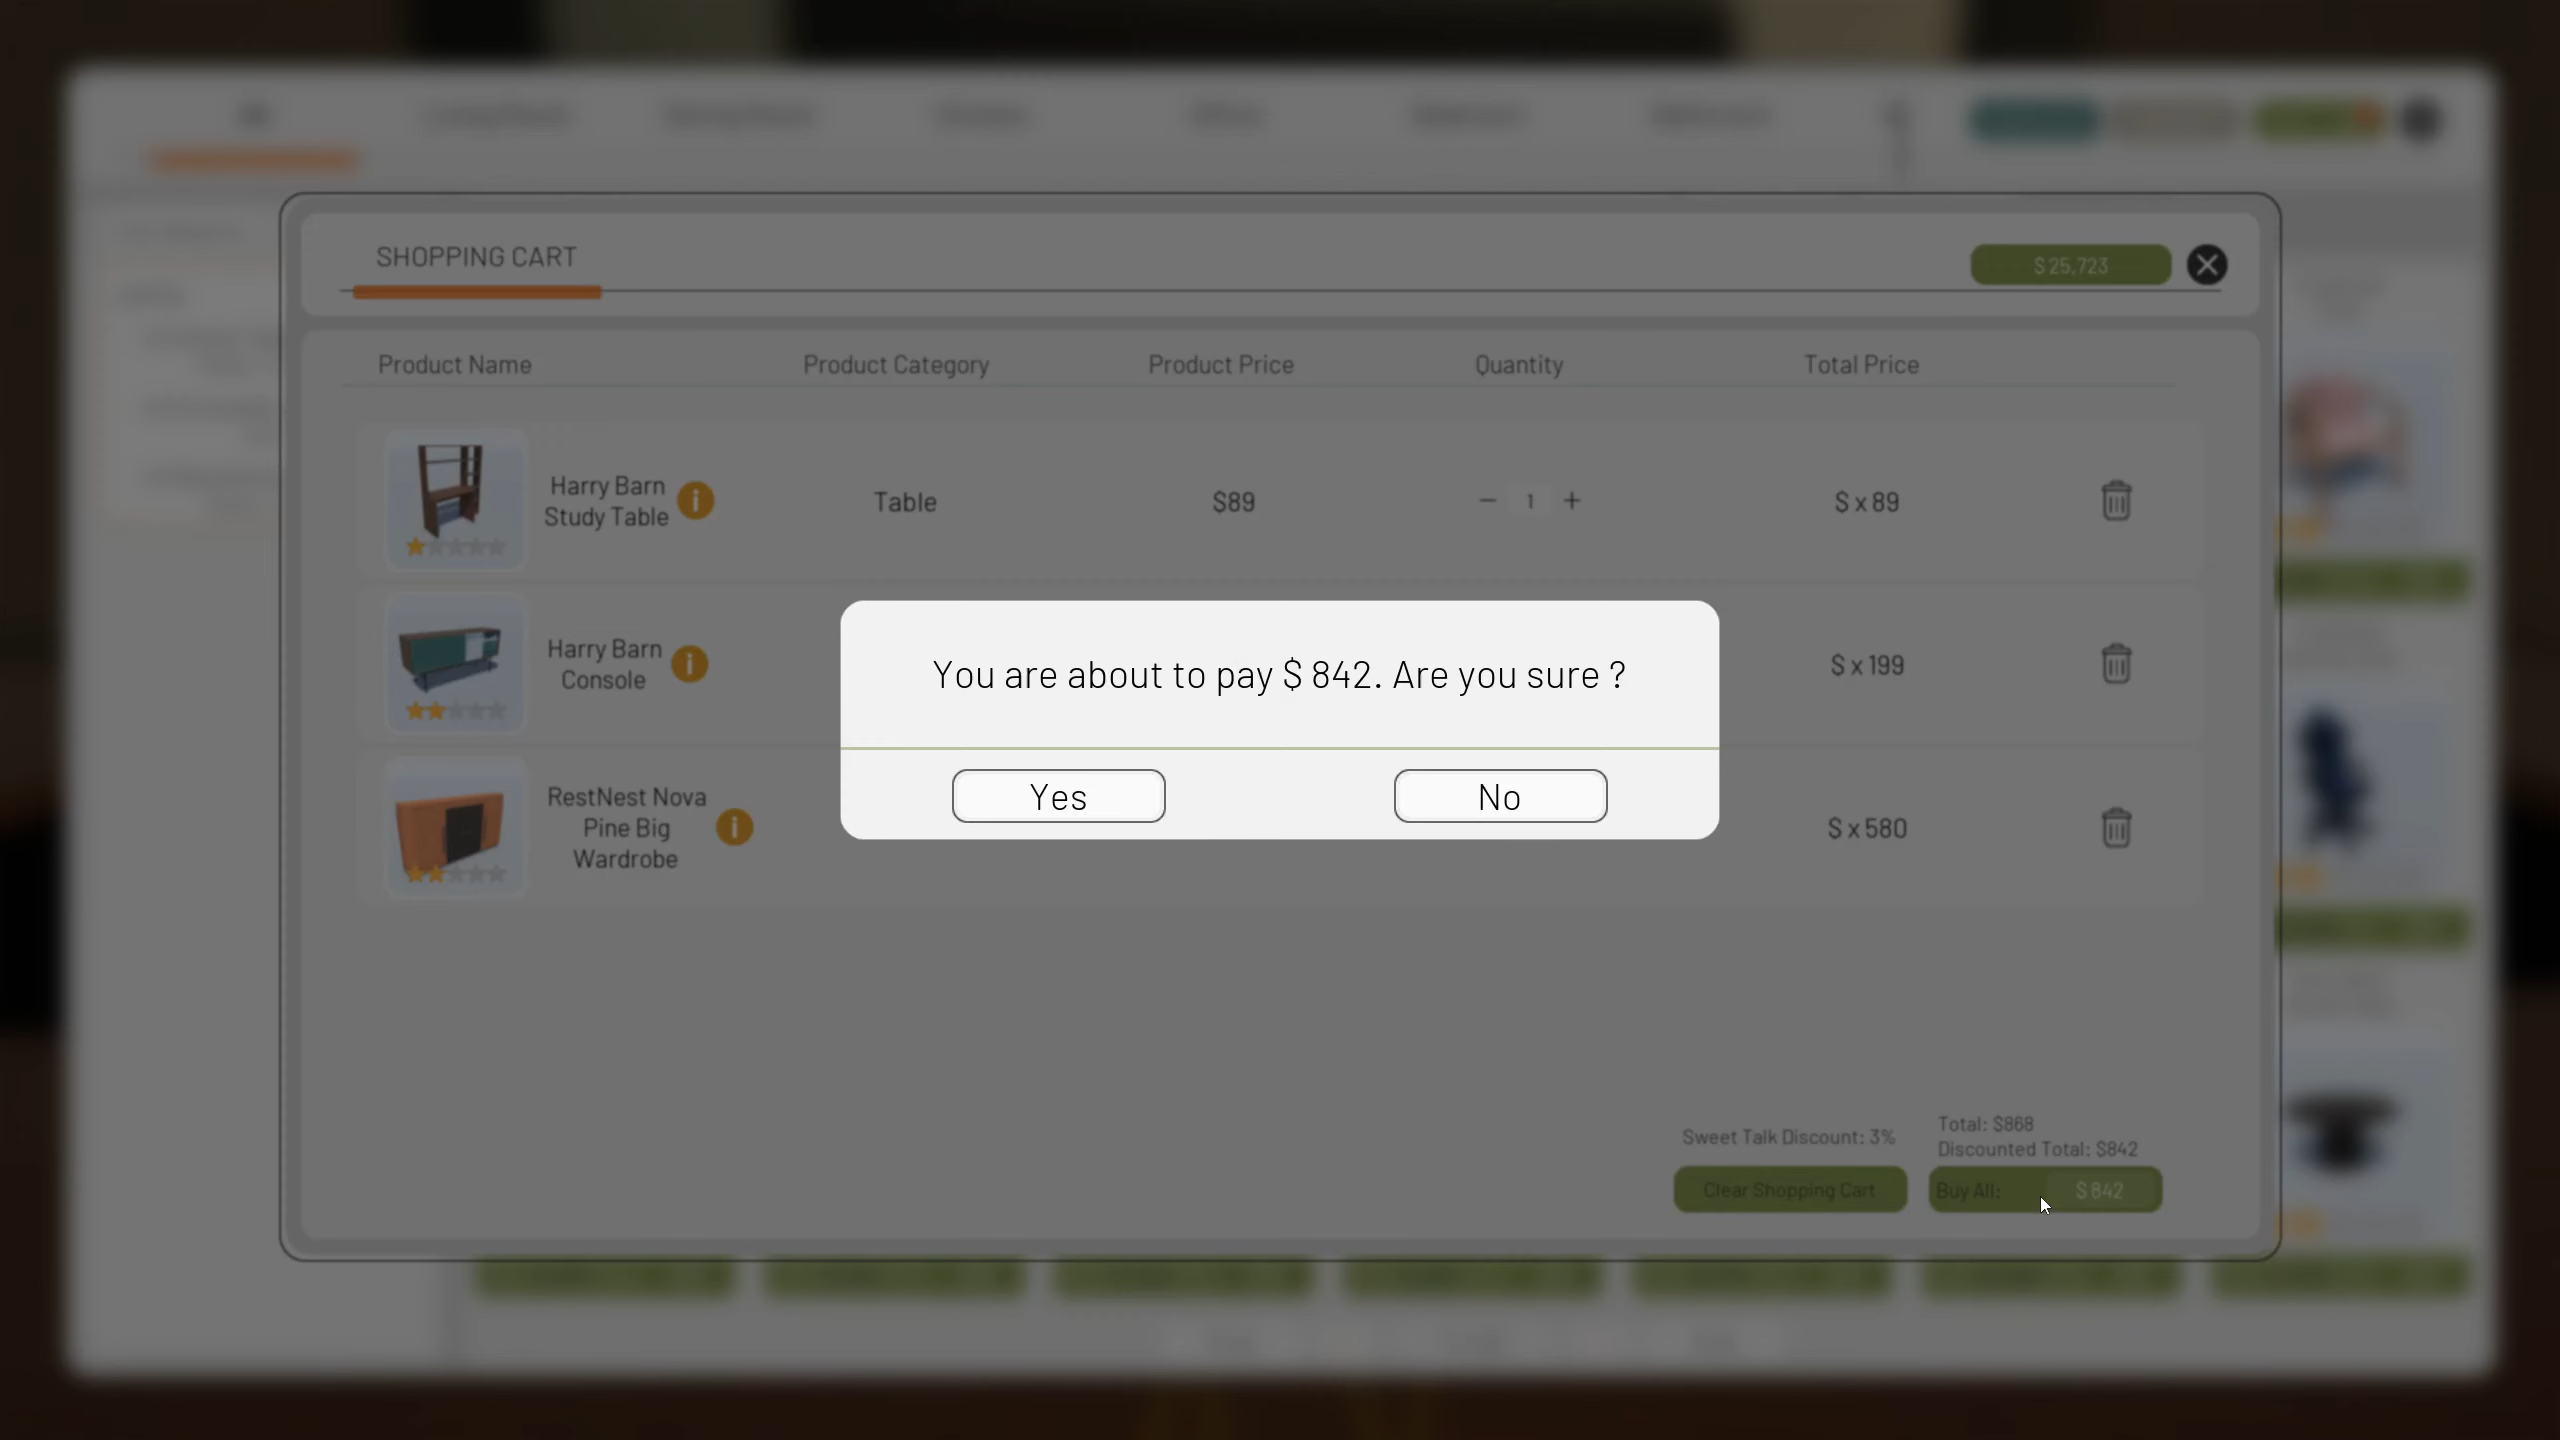 SHOPPING CART
$ 25,723
Product Name
Product Category
Product Price
Quantity
Total Price
Harry Barn
Study Table
Table
$89
1
$ x 89
Harry Barn
Console
$ x 199
RestNest Nova
Pine Big
Wardrobe
$ x 580
You are about to pay $ 842. Are you sure ?
Yes
No
Sweet Talk Discount: 3%
Total: $868
Discounted Total: $842
Clear Shopping Cart
Buy All:
$ 842